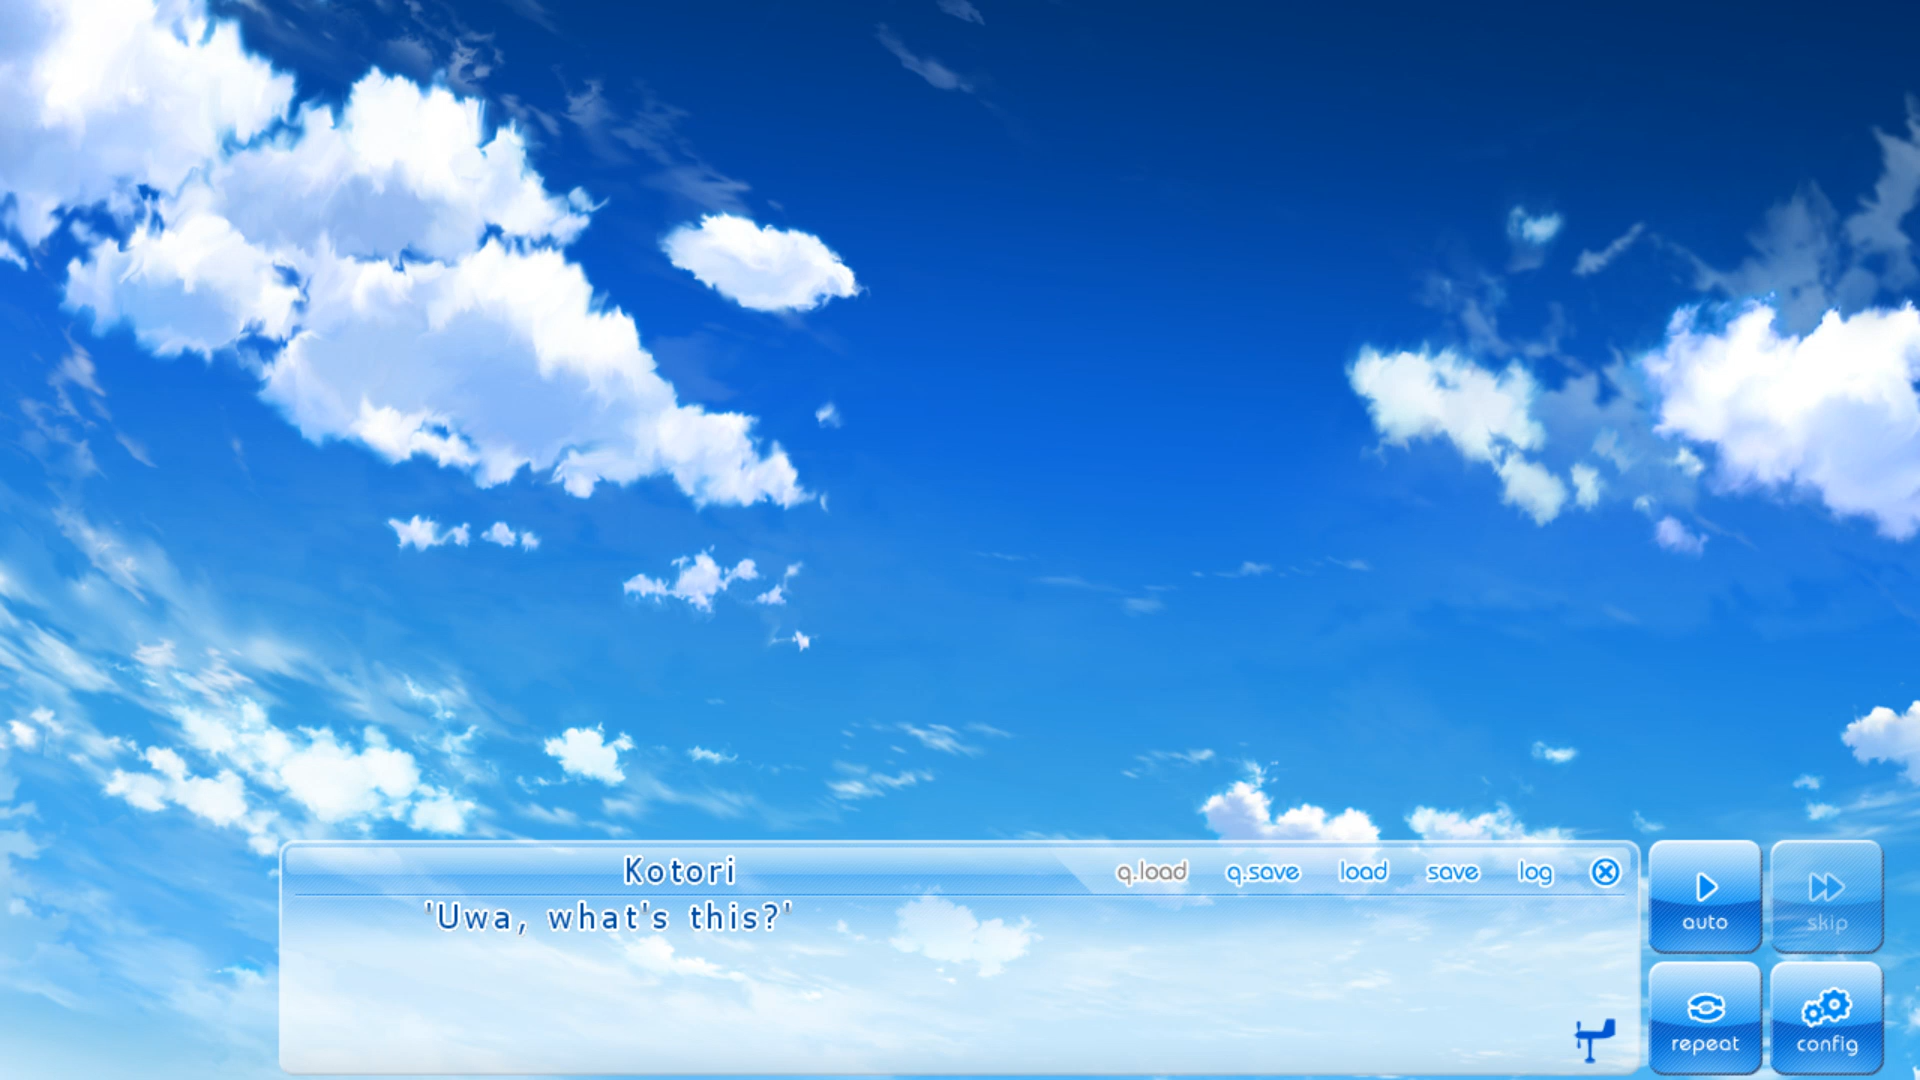 Kotori
q.load q.save load save log
'Uwa, what's this?'
auto
skip
repeat
config